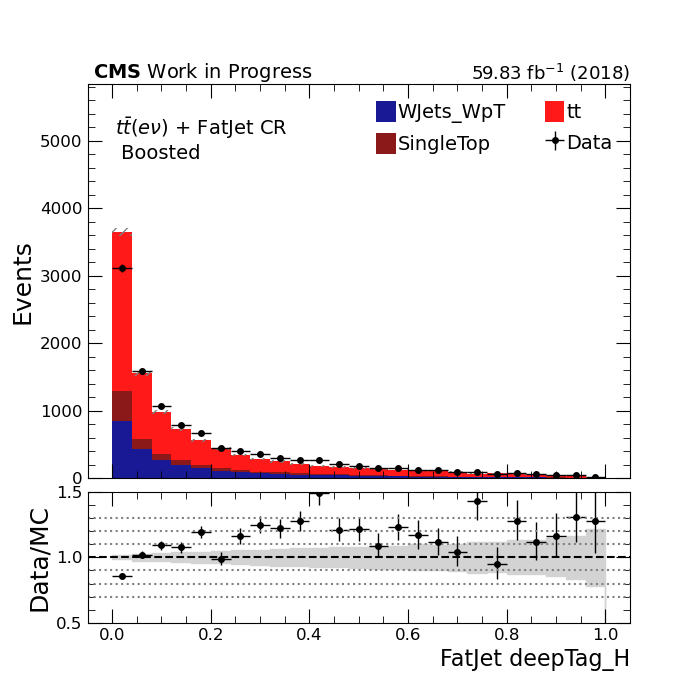 CMS Work in Progress 59.83 fb⁻¹ (2018)
tt̄(eν) + FatJet CR
Boosted
WJets_WpT tt
SingleTop Data
Events
5000
4000
3000
2000
1000
0
Data/MC
1.5
1.0
0.5
0.0 0.2 0.4 0.6 0.8 1.0
FatJet deepTag_H